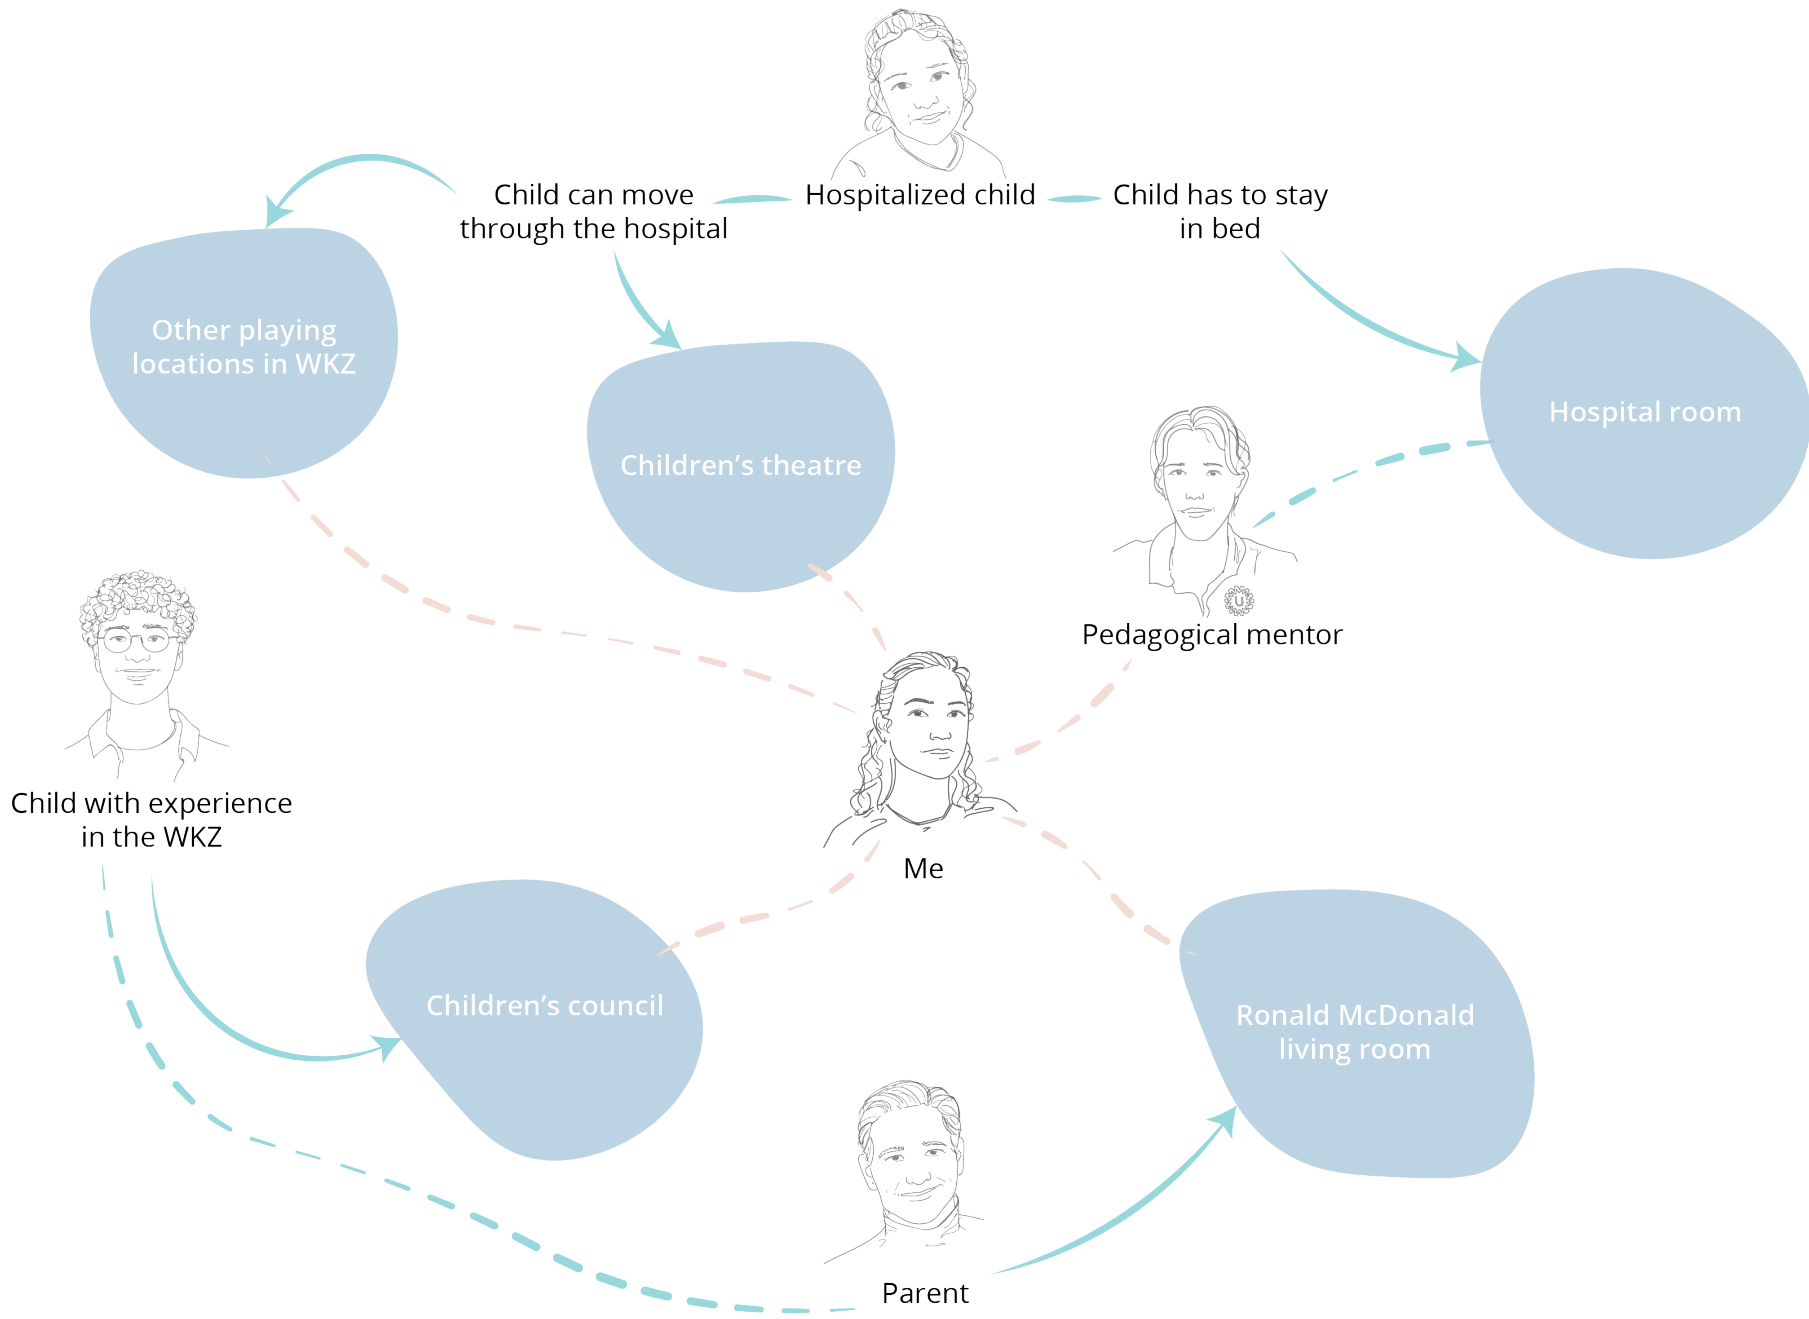 Child can move
through the hospital
Hospitalized child
Child has to stay
in bed
Other playing
locations in WKZ
Children's theatre
Hospital room
U
Pedagogical mentor
Child with experience
in the WKZ
Me
Children's council
Ronald McDonald
living room
Parent